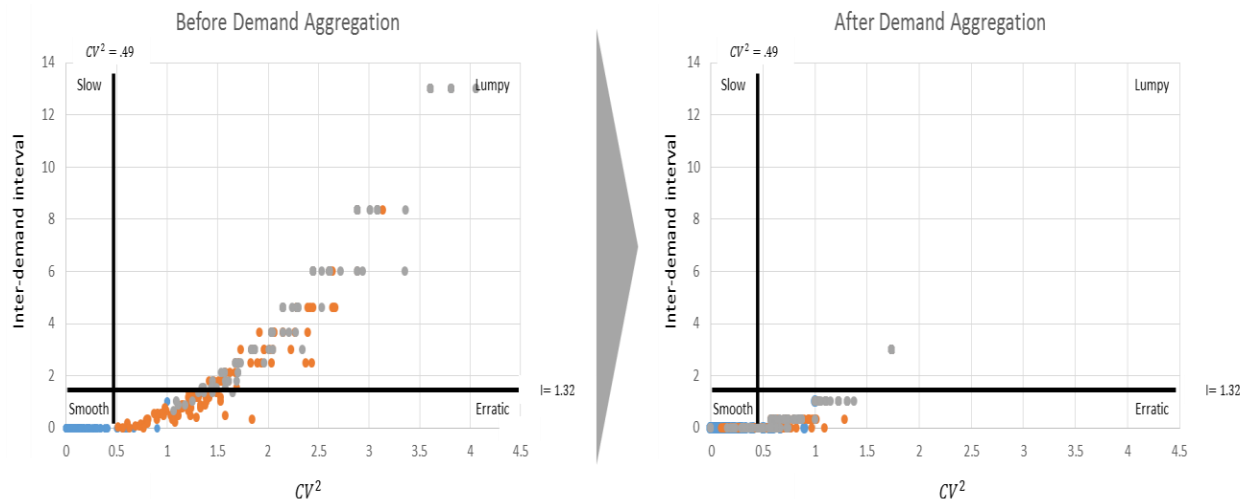 Before Demand Aggregation
CV² = .49
14
12
10
8
6
4
2
0
Inter-demand interval
Slow
Lumpy
Smooth
Erratic
I= 1.32
0
0.5
1
1.5
2
2.5
3
3.5
4
4.5
CV²
After Demand Aggregation
CV² = .49
14
12
10
8
6
4
2
0
Inter-demand interval
Slow
Lumpy
Smooth
Erratic
I= 1.32
0
0.5
1
1.5
2
2.5
3
3.5
4
4.5
CV²